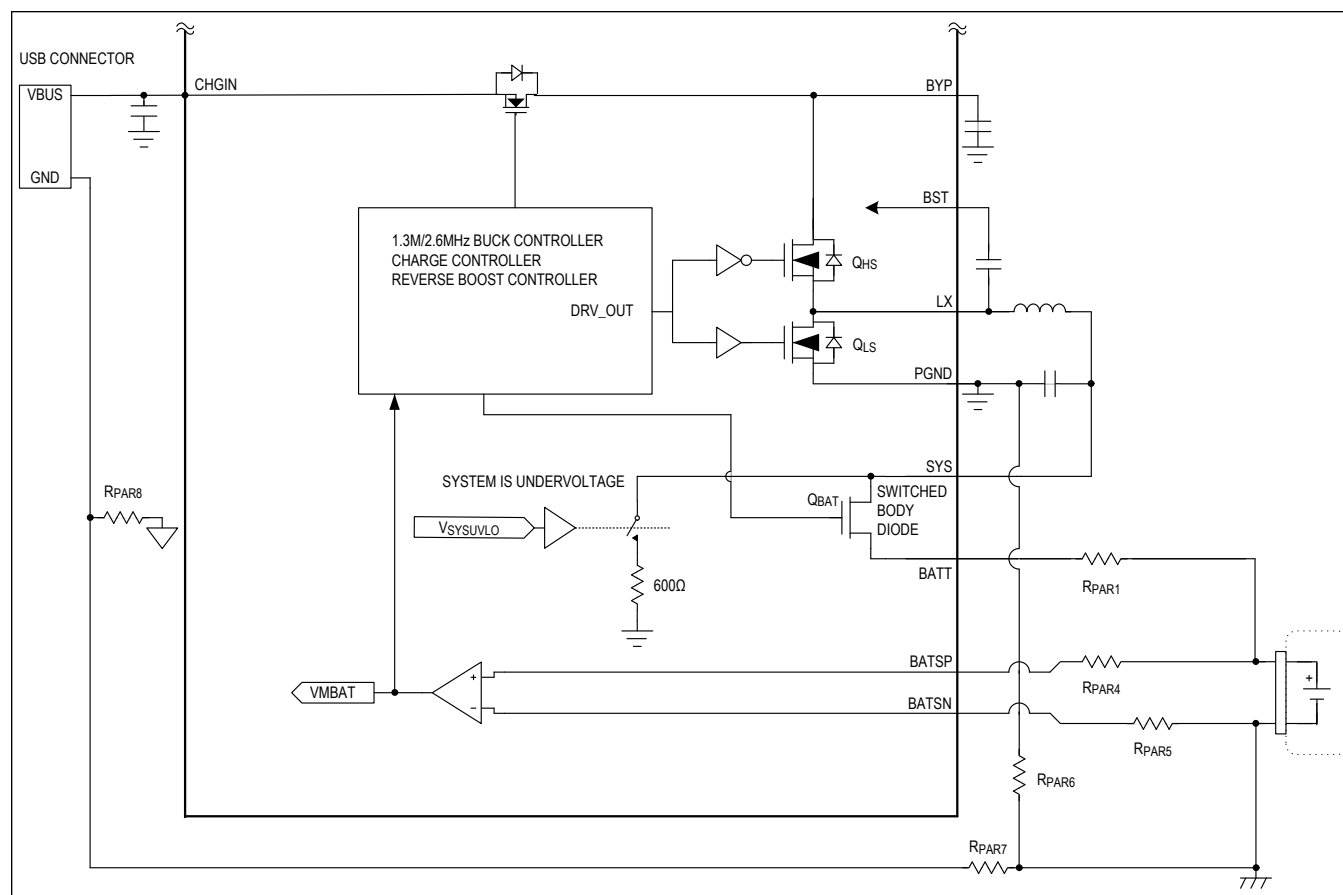 USB CONNECTOR
VBUS
GND
CHGIN
BYP
BST
1.3M/2.6MHz BUCK CONTROLLER
CHARGE CONTROLLER
REVERSE BOOST CONTROLLER
DRV_OUT
QHS
LX
QLS
PGND
SYS
SYSTEM IS UNDERVOLTAGE
VSYSUVLO
600Ω
QBAT
SWITCHED
BODY
DIODE
BATT
RPAR1
RPAR8
BATSP
RPAR4
+
VMBAT
+
−
BATSN
RPAR5
RPAR6
RPAR7